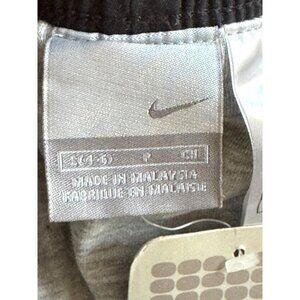 S(4-6) P CH
MADE IN MALAYSIA
FABRIQUE EN MALAISIE